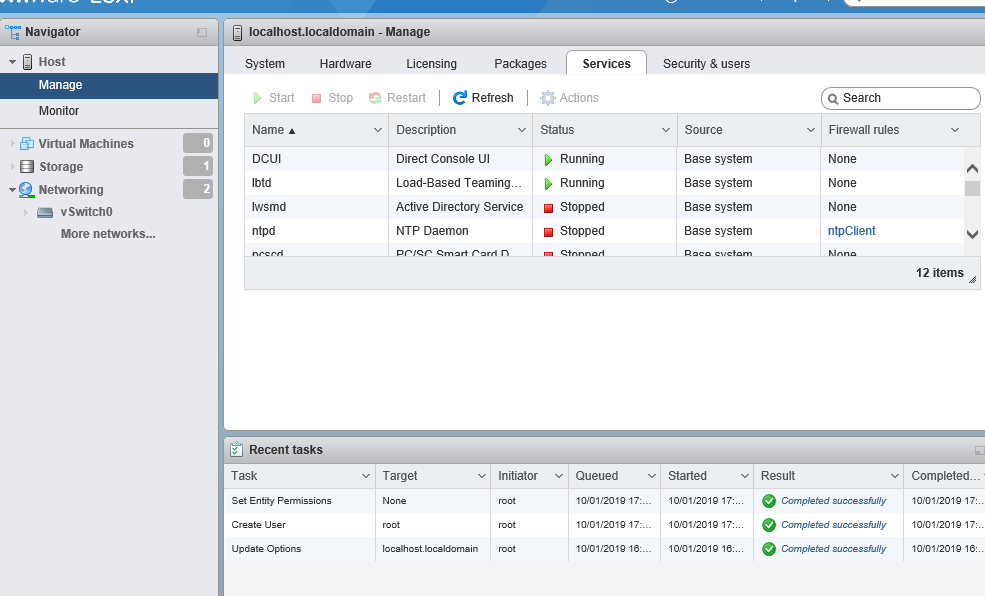 Navigator
Host
Manage
Monitor
Virtual Machines 0
Storage 1
Networking 2
vSwitch0
More networks...
localhost.localdomain - Manage
System Hardware Licensing Packages Services Security & users
Start Stop Restart Refresh Actions Search
Name Description Status Source Firewall rules
DCUI Direct Console UI Running Base system None
lbtd Load-Based Teaming... Running Base system None
lwsmd Active Directory Service Stopped Base system None
ntpd NTP Daemon Stopped Base system ntpClient
pcscd PC/SC Smart Card D... Stopped Base system None
12 items
Recent tasks
Task Target Initiator Queued Started Result Completed...
Set Entity Permissions None root 10/01/2019 17:... 10/01/2019 17:... Completed successfully 10/01/2019 17:...
Create User root root 10/01/2019 17:... 10/01/2019 17:... Completed successfully 10/01/2019 17:...
Update Options localhost.localdomain root 10/01/2019 16:... 10/01/2019 16:... Completed successfully 10/01/2019 16:...